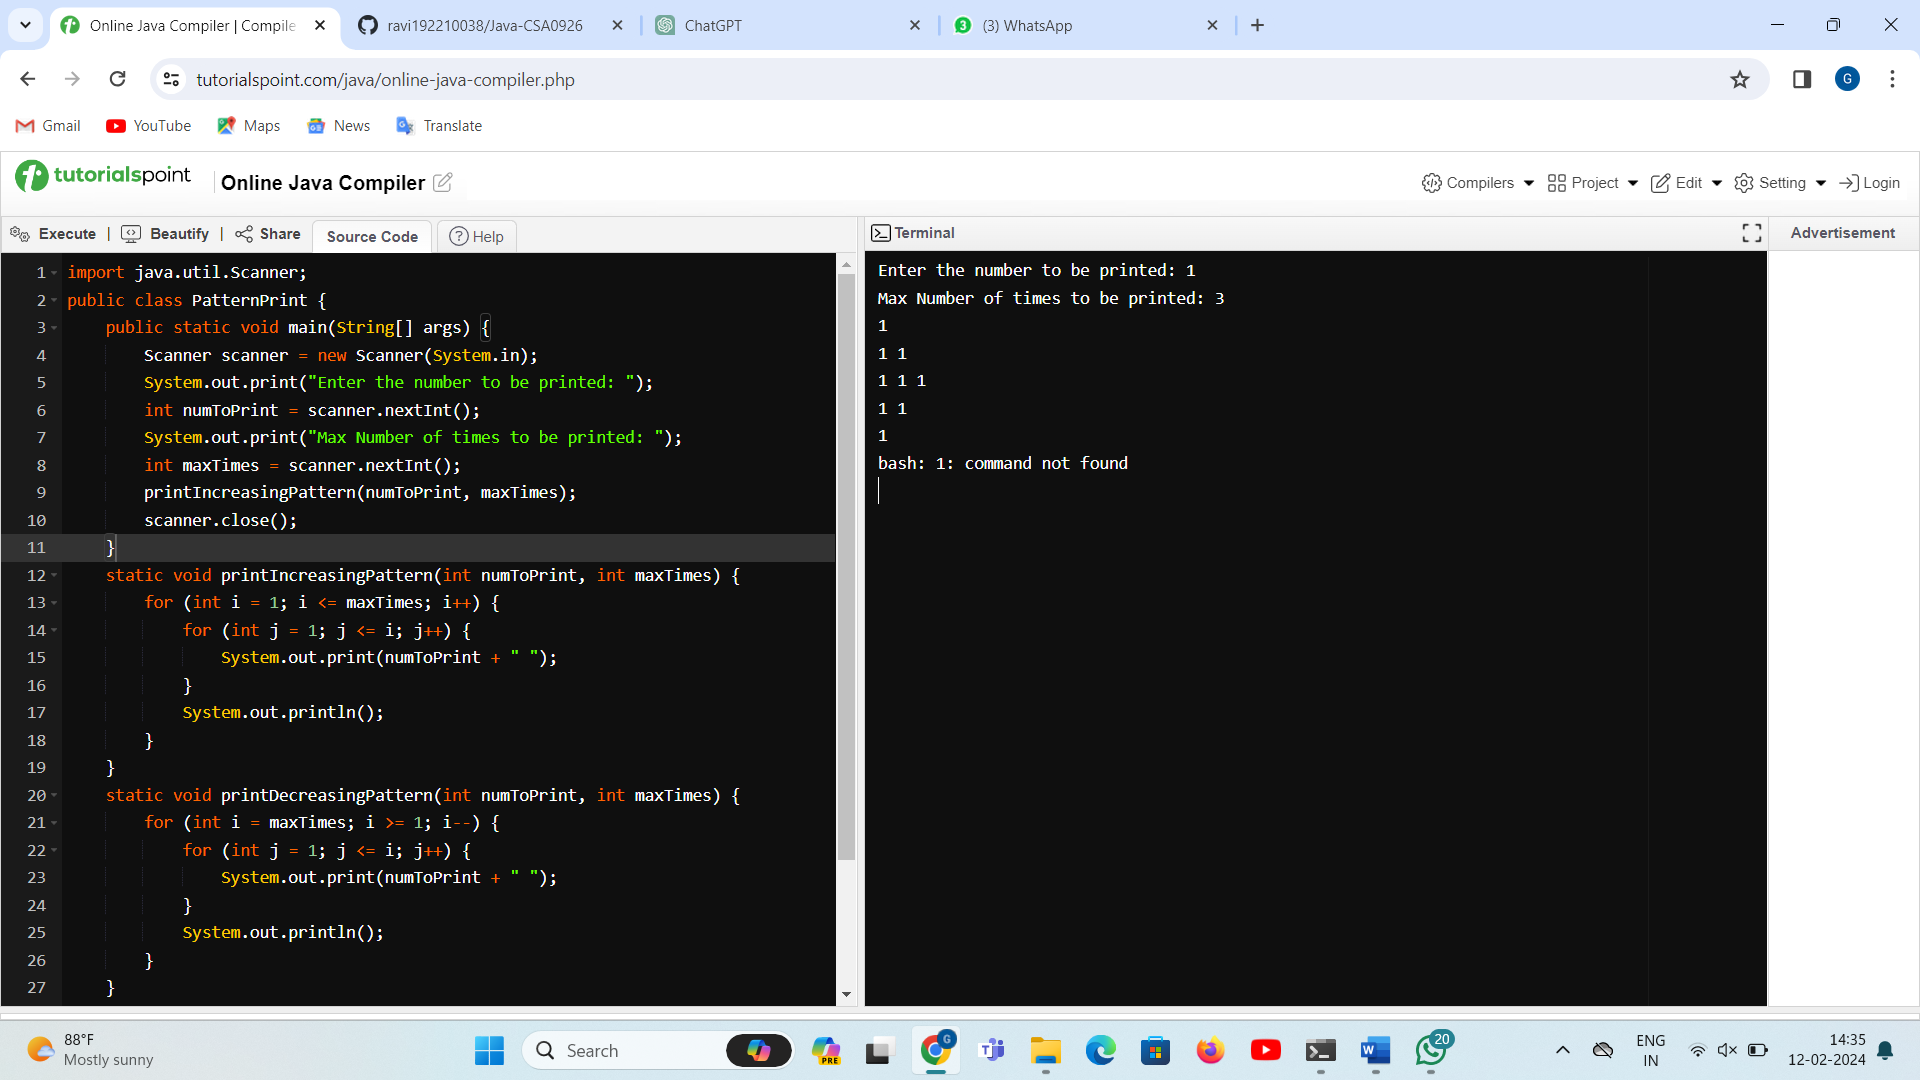 Online Java Compiler | Compile
ravi192210038/Java-CSA0926
ChatGPT
3
(3) WhatsApp
tutorialspoint.com/java/online-java-compiler.php
G
Gmail
YouTube
Maps
News
Translate
tutorialspoint
Online Java Compiler
Compilers
Project
Edit
Setting
Login
Execute | Beautify | Share
Source Code
Help
Terminal
Advertisement
1 import java.util.Scanner;
2 public class PatternPrint {
3 public static void main(String[] args) {
4 Scanner scanner = new Scanner(System.in);
5 System.out.print("Enter the number to be printed: ");
6 int numToPrint = scanner.nextInt();
7 System.out.print("Max Number of times to be printed: ");
8 int maxTimes = scanner.nextInt();
9 printIncreasingPattern(numToPrint, maxTimes);
10 scanner.close();
11 }
12 static void printIncreasingPattern(int numToPrint, int maxTimes) {
13 for (int i = 1; i <= maxTimes; i++) {
14 for (int j = 1; j <= i; j++) {
15 System.out.print(numToPrint + " ");
16 }
17 System.out.println();
18 }
19 }
20 static void printDecreasingPattern(int numToPrint, int maxTimes) {
21 for (int i = maxTimes; i >= 1; i--) {
22 for (int j = 1; j <= i; j++) {
23 System.out.print(numToPrint + " ");
24 }
25 System.out.println();
26 }
27 }
Enter the number to be printed: 1
Max Number of times to be printed: 3
1
1 1
1 1 1
1 1
1
bash: 1: command not found
88°F
Mostly sunny
Search
PRE
G
20
ENG
IN
14:35
12-02-2024